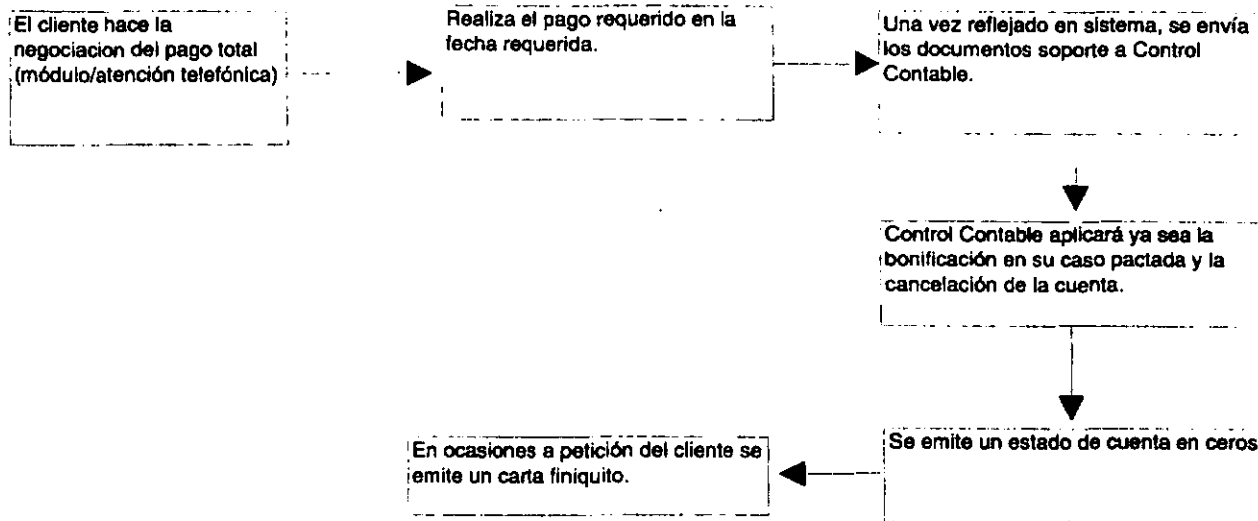 El cliente hace la
negociacion del pago total
(módulo/atención telefónica)
Realiza el pago requerido en la
fecha requerida.
Una vez reflejado en sistema, se envía
los documentos soporte a Control
Contable.
Control Contable aplicará ya sea la
bonificación en su caso pactada y la
cancelación de la cuenta.
Se emite un estado de cuenta en ceros
En ocasiones a petición del cliente se
emite un carta finiquito.